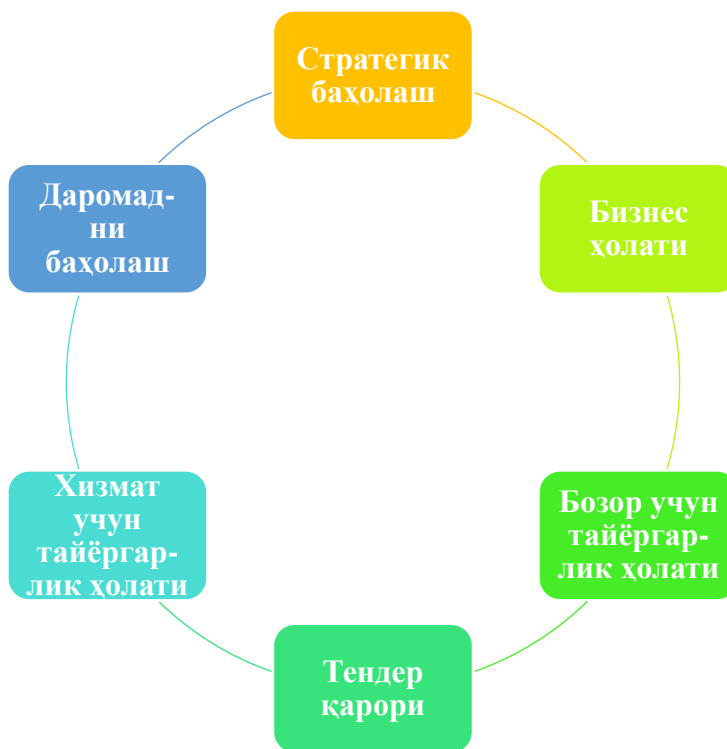 Стратегик
баҳолаш
Бизнес
ҳолати
Бозор учун
тайёргар-
лик ҳолати
Тендер
қарори
Хизмат
учун
тайёргар-
лик ҳолати
Даромад-
ни
баҳолаш